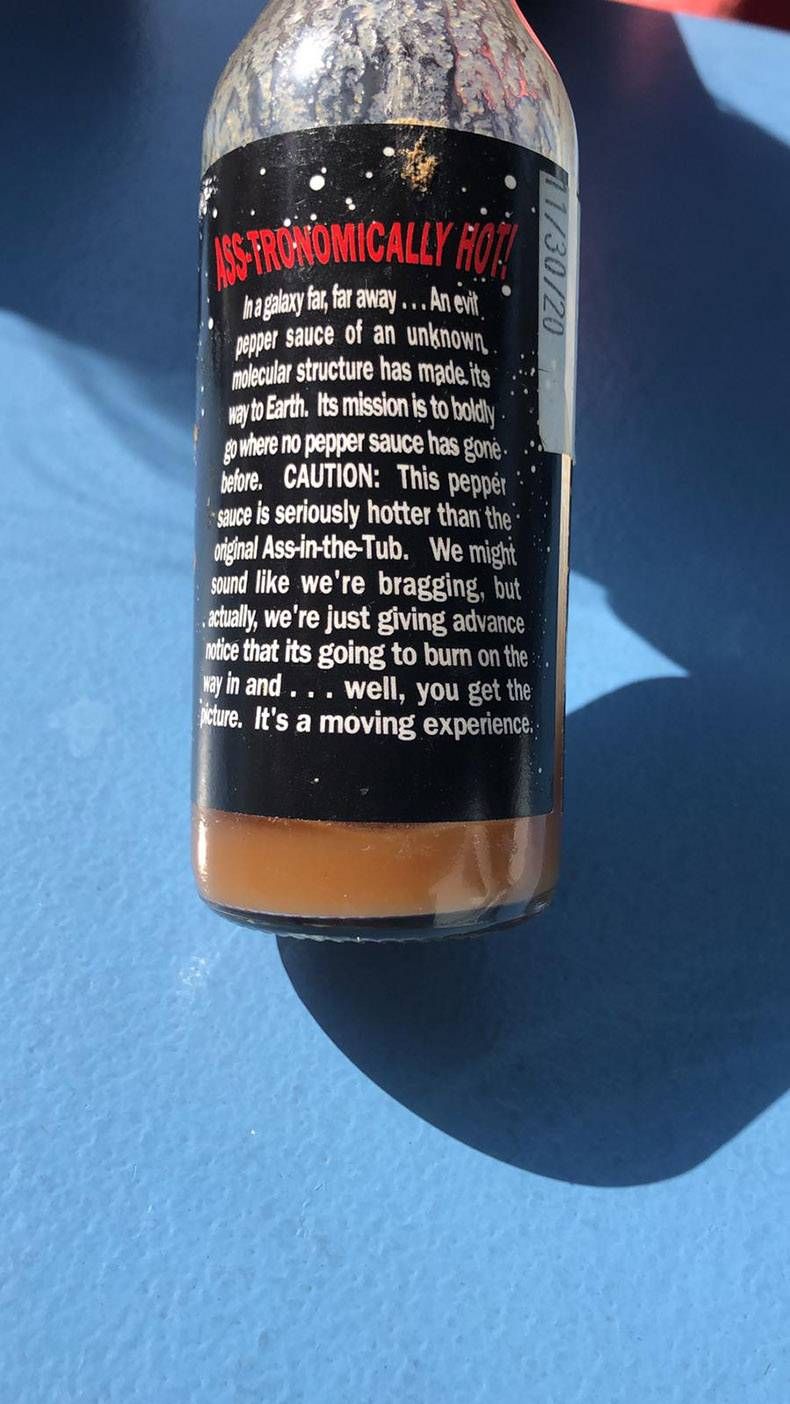 ASS-TRONOMICALLY HOT!
In a galaxy far, far away . . . An evil
pepper sauce of an unknown
molecular structure has made its
way to Earth. Its mission is to boldly
go where no pepper sauce has gone
before. CAUTION: This pepper
sauce is seriously hotter than the
original Ass-in-the-Tub. We might
sound like we're bragging, but
actually, we're just giving advance
notice that its going to burn on the
way in and . . . well, you get the
picture. It's a moving experience.
11/30/20